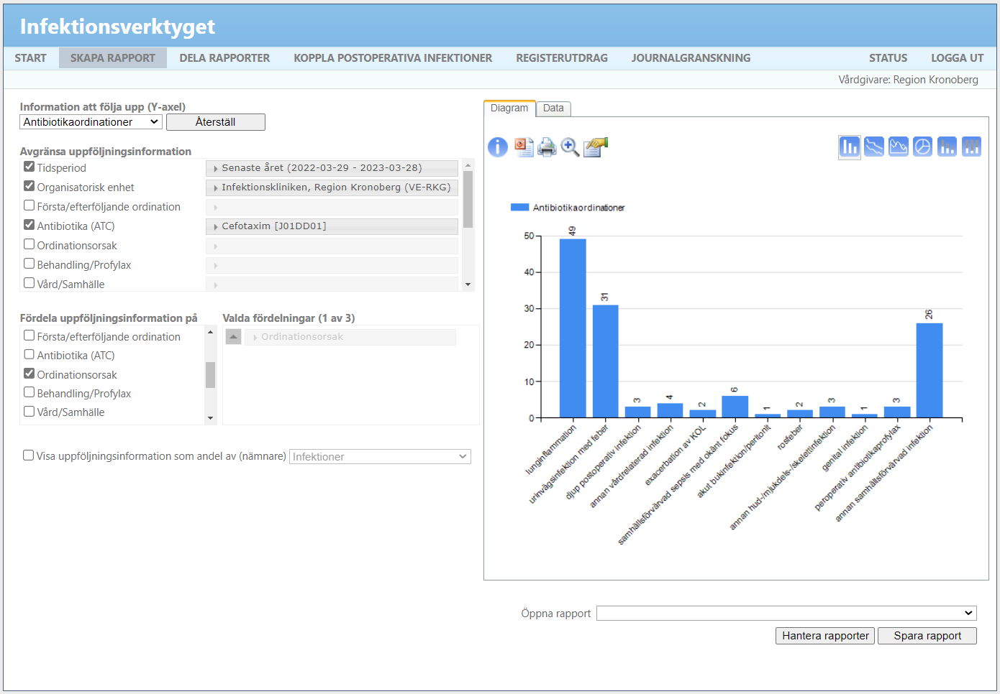 Infektionsverktyget
START SKAPA RAPPORT DELA RAPPORTER KOPPLA POSTOPERATIVA INFEKTIONER REGISTERUTDRAG JOURNALGRANSKNING STATUS LOGGA UT
Vårdgivare: Region Kronoberg
Information att följa upp (Y-axel)
Antibiotikaordinationer Återställ
Avgränsa uppföljningsinformation
Tidsperiod Senaste året (2022-03-29 - 2023-03-28)
Organisatorisk enhet Infektionskliniken, Region Kronoberg (VE-RKG)
Första/efterföljande ordination
Antibiotika (ATC) Cefotaxim [J01DD01]
Ordinationsorsak
Behandling/Profylax
Vård/Samhälle
Fördela uppföljningsinformation på
Första/efterföljande ordination
Antibiotika (ATC)
Ordinationsorsak
Behandling/Profylax
Vård/Samhälle
Valda fördelningar (1 av 3)
Ordinationsorsak
Visa uppföljningsinformation som andel av (nämnare) Infektioner
Diagram Data
Antibiotikaordinationer
50
40
30
20
10
0
49
31
3
4
2
6
1
2
3
1
3
26
lunginflammation
urinvägsinfektion med feber
djup postoperativ infektion
annan vårdrelaterad infektion
exacerbation av KOL
samhällsförvärvad sepsis med okänt fokus
akut bukinfektion/peritonit
rosfeber
annan hud-/mjukdels-/skelettinfektion
genital infektion
peroperativ antibiotikaprofylax
annan samhällsförvärvad infektion
Öppna rapport
Hantera rapporter Spara rapport